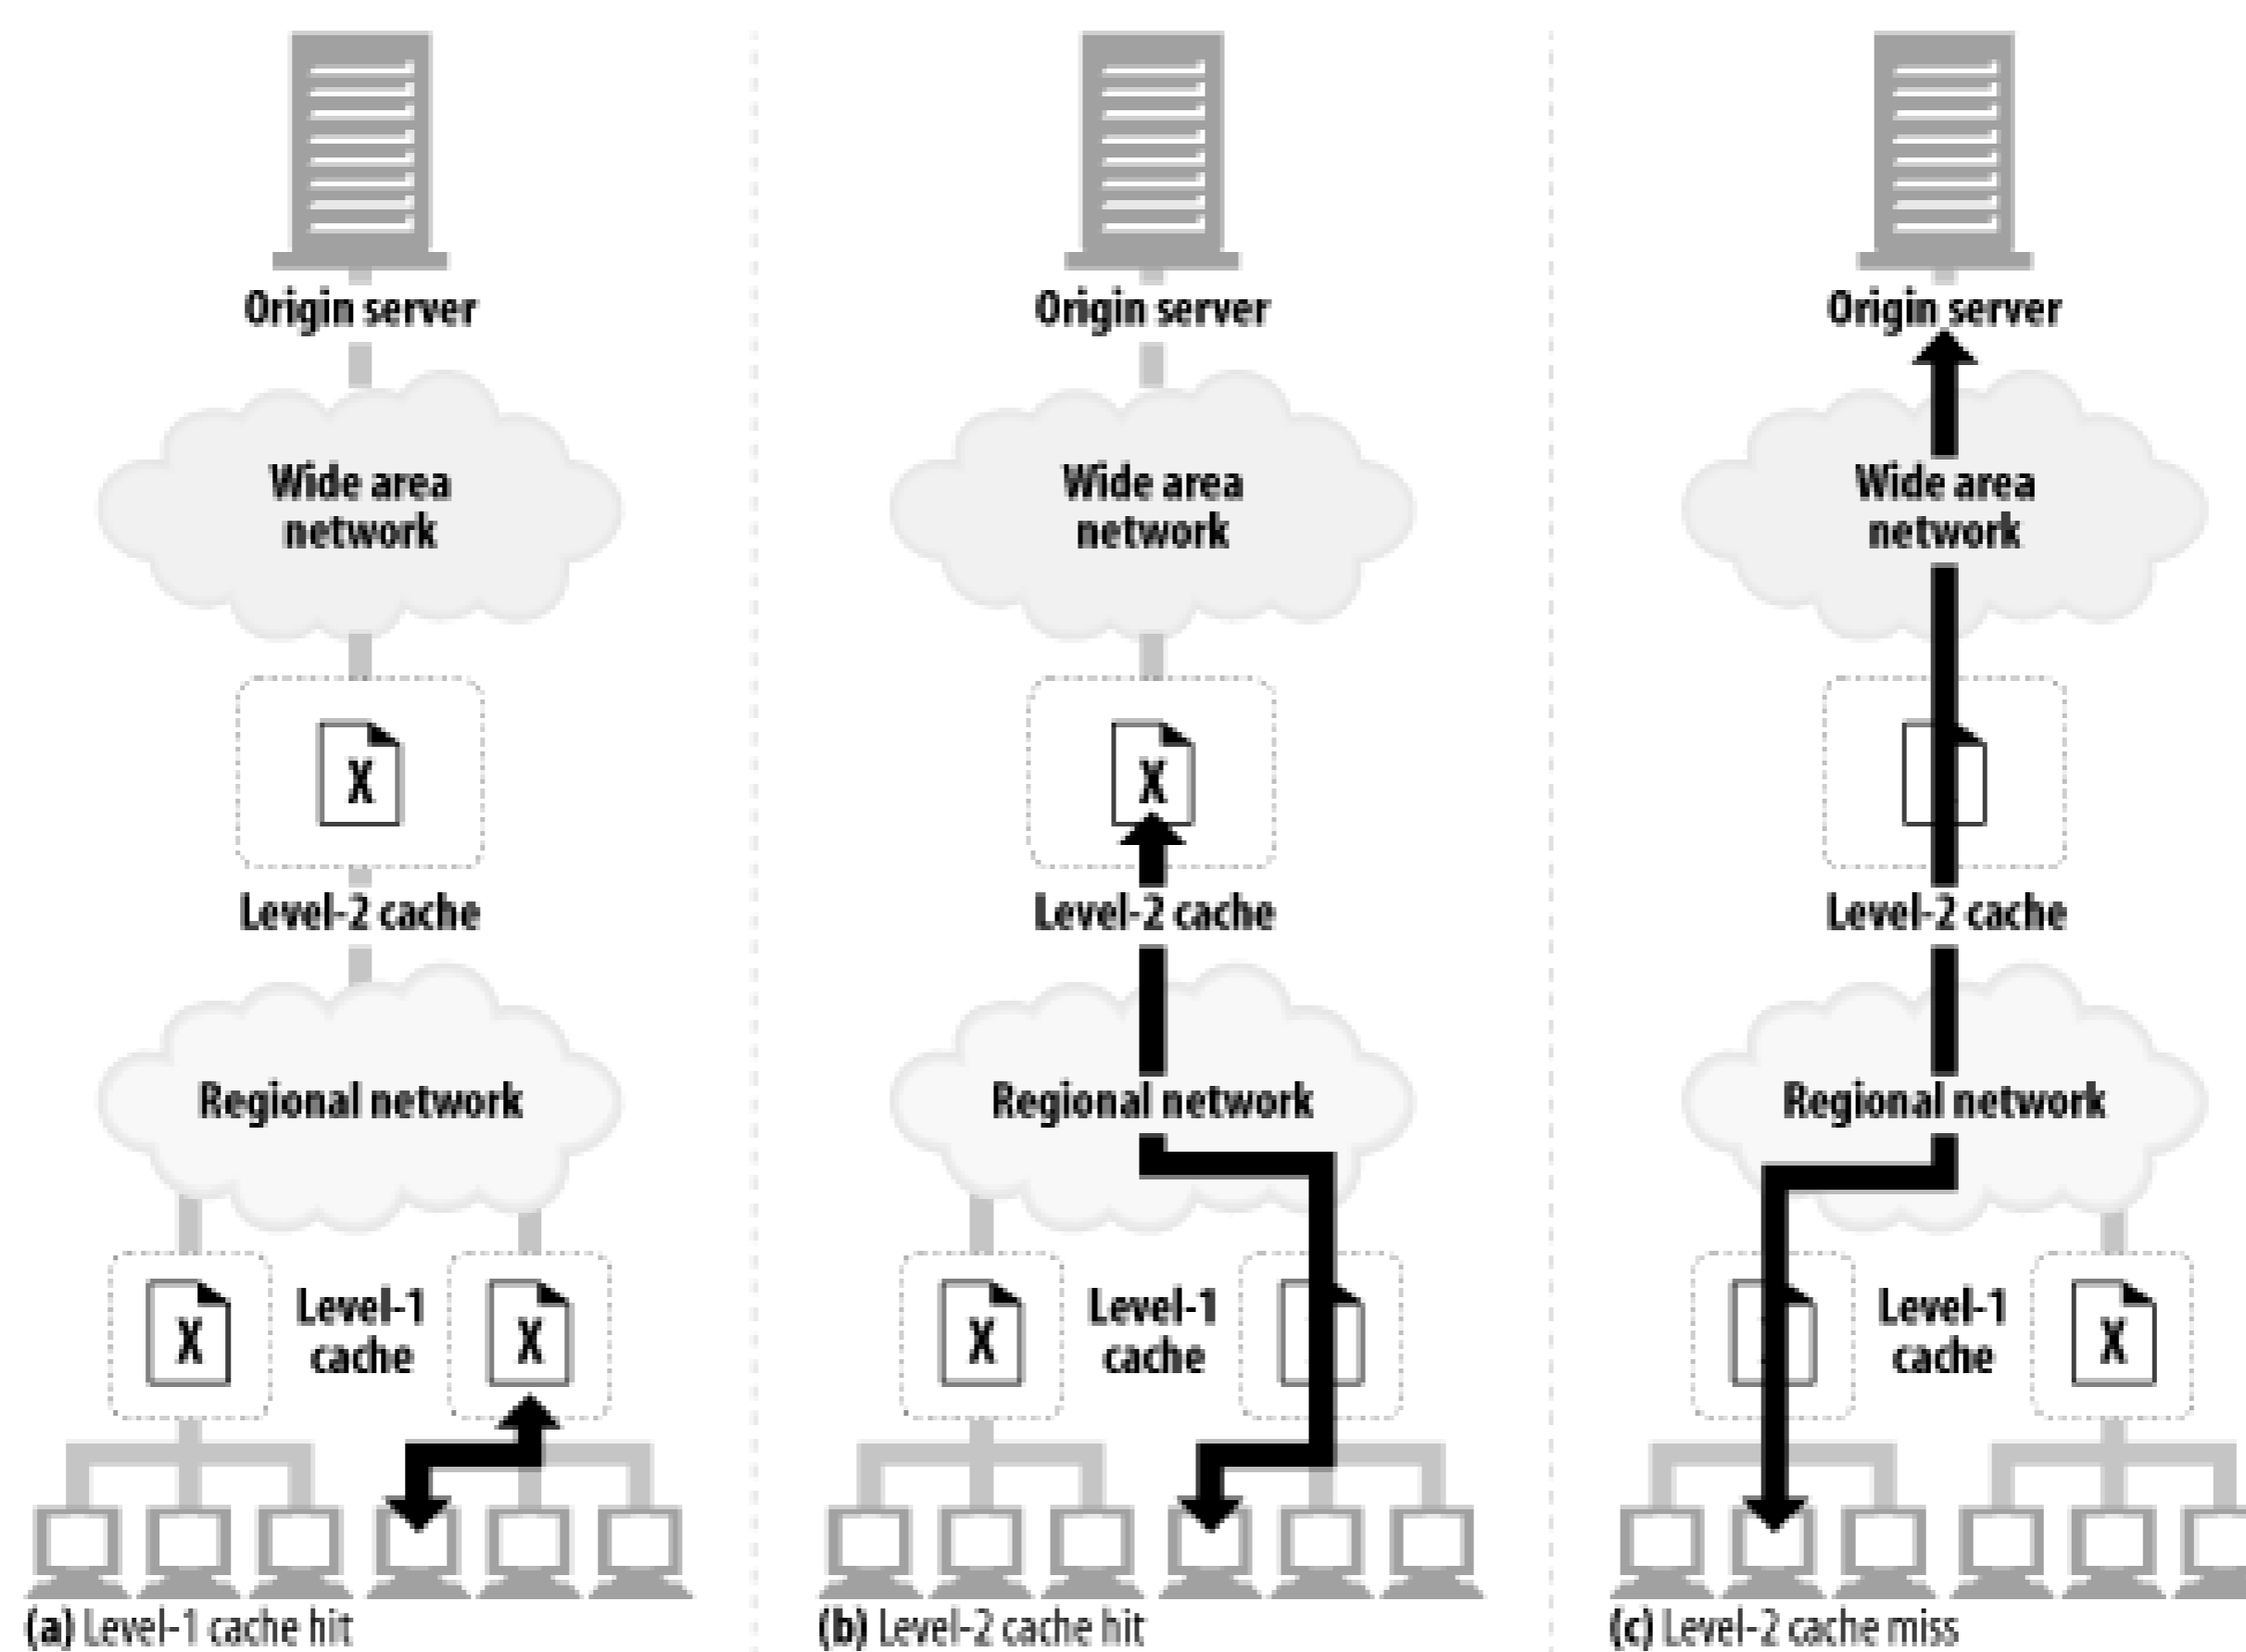 Origin server
Wide area
network
X
Level-2 cache
Regional network
X
Level-1
cache
X
(a) Level-1 cache hit
Origin server
Wide area
network
X
Level-2 cache
Regional network
X
Level-1
cache
(b) Level-2 cache hit
Origin server
Wide area
network
Level-2 cache
Regional network
Level-1
cache
X
(c) Level-2 cache miss